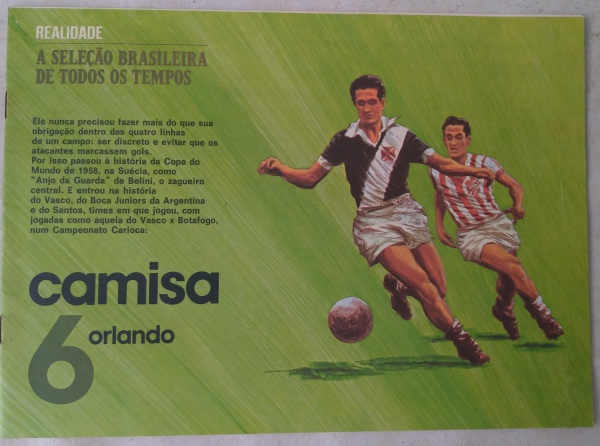 REALIDADE
A SELEÇÃO BRASILEIRA
DE TODOS OS TEMPOS
Ele nunca precisou fazer mais do que sua
obrigação dentro das quatro linhas
de um campo: ser discreto e evitar que os
atacantes marcassem gols.
Por isso passou à história da Copa do
Mundo de 1958, na Suécia, como
"Anjo da Guarda" de Belini, o zagueiro
central. E entrou na história
do Vasco, do Boca Juniors da Argentina
e do Santos, times em que jogou, com
jogadas como aquela do Vasco x Botafogo,
num Campeonato Carioca:
camisa
6 orlando